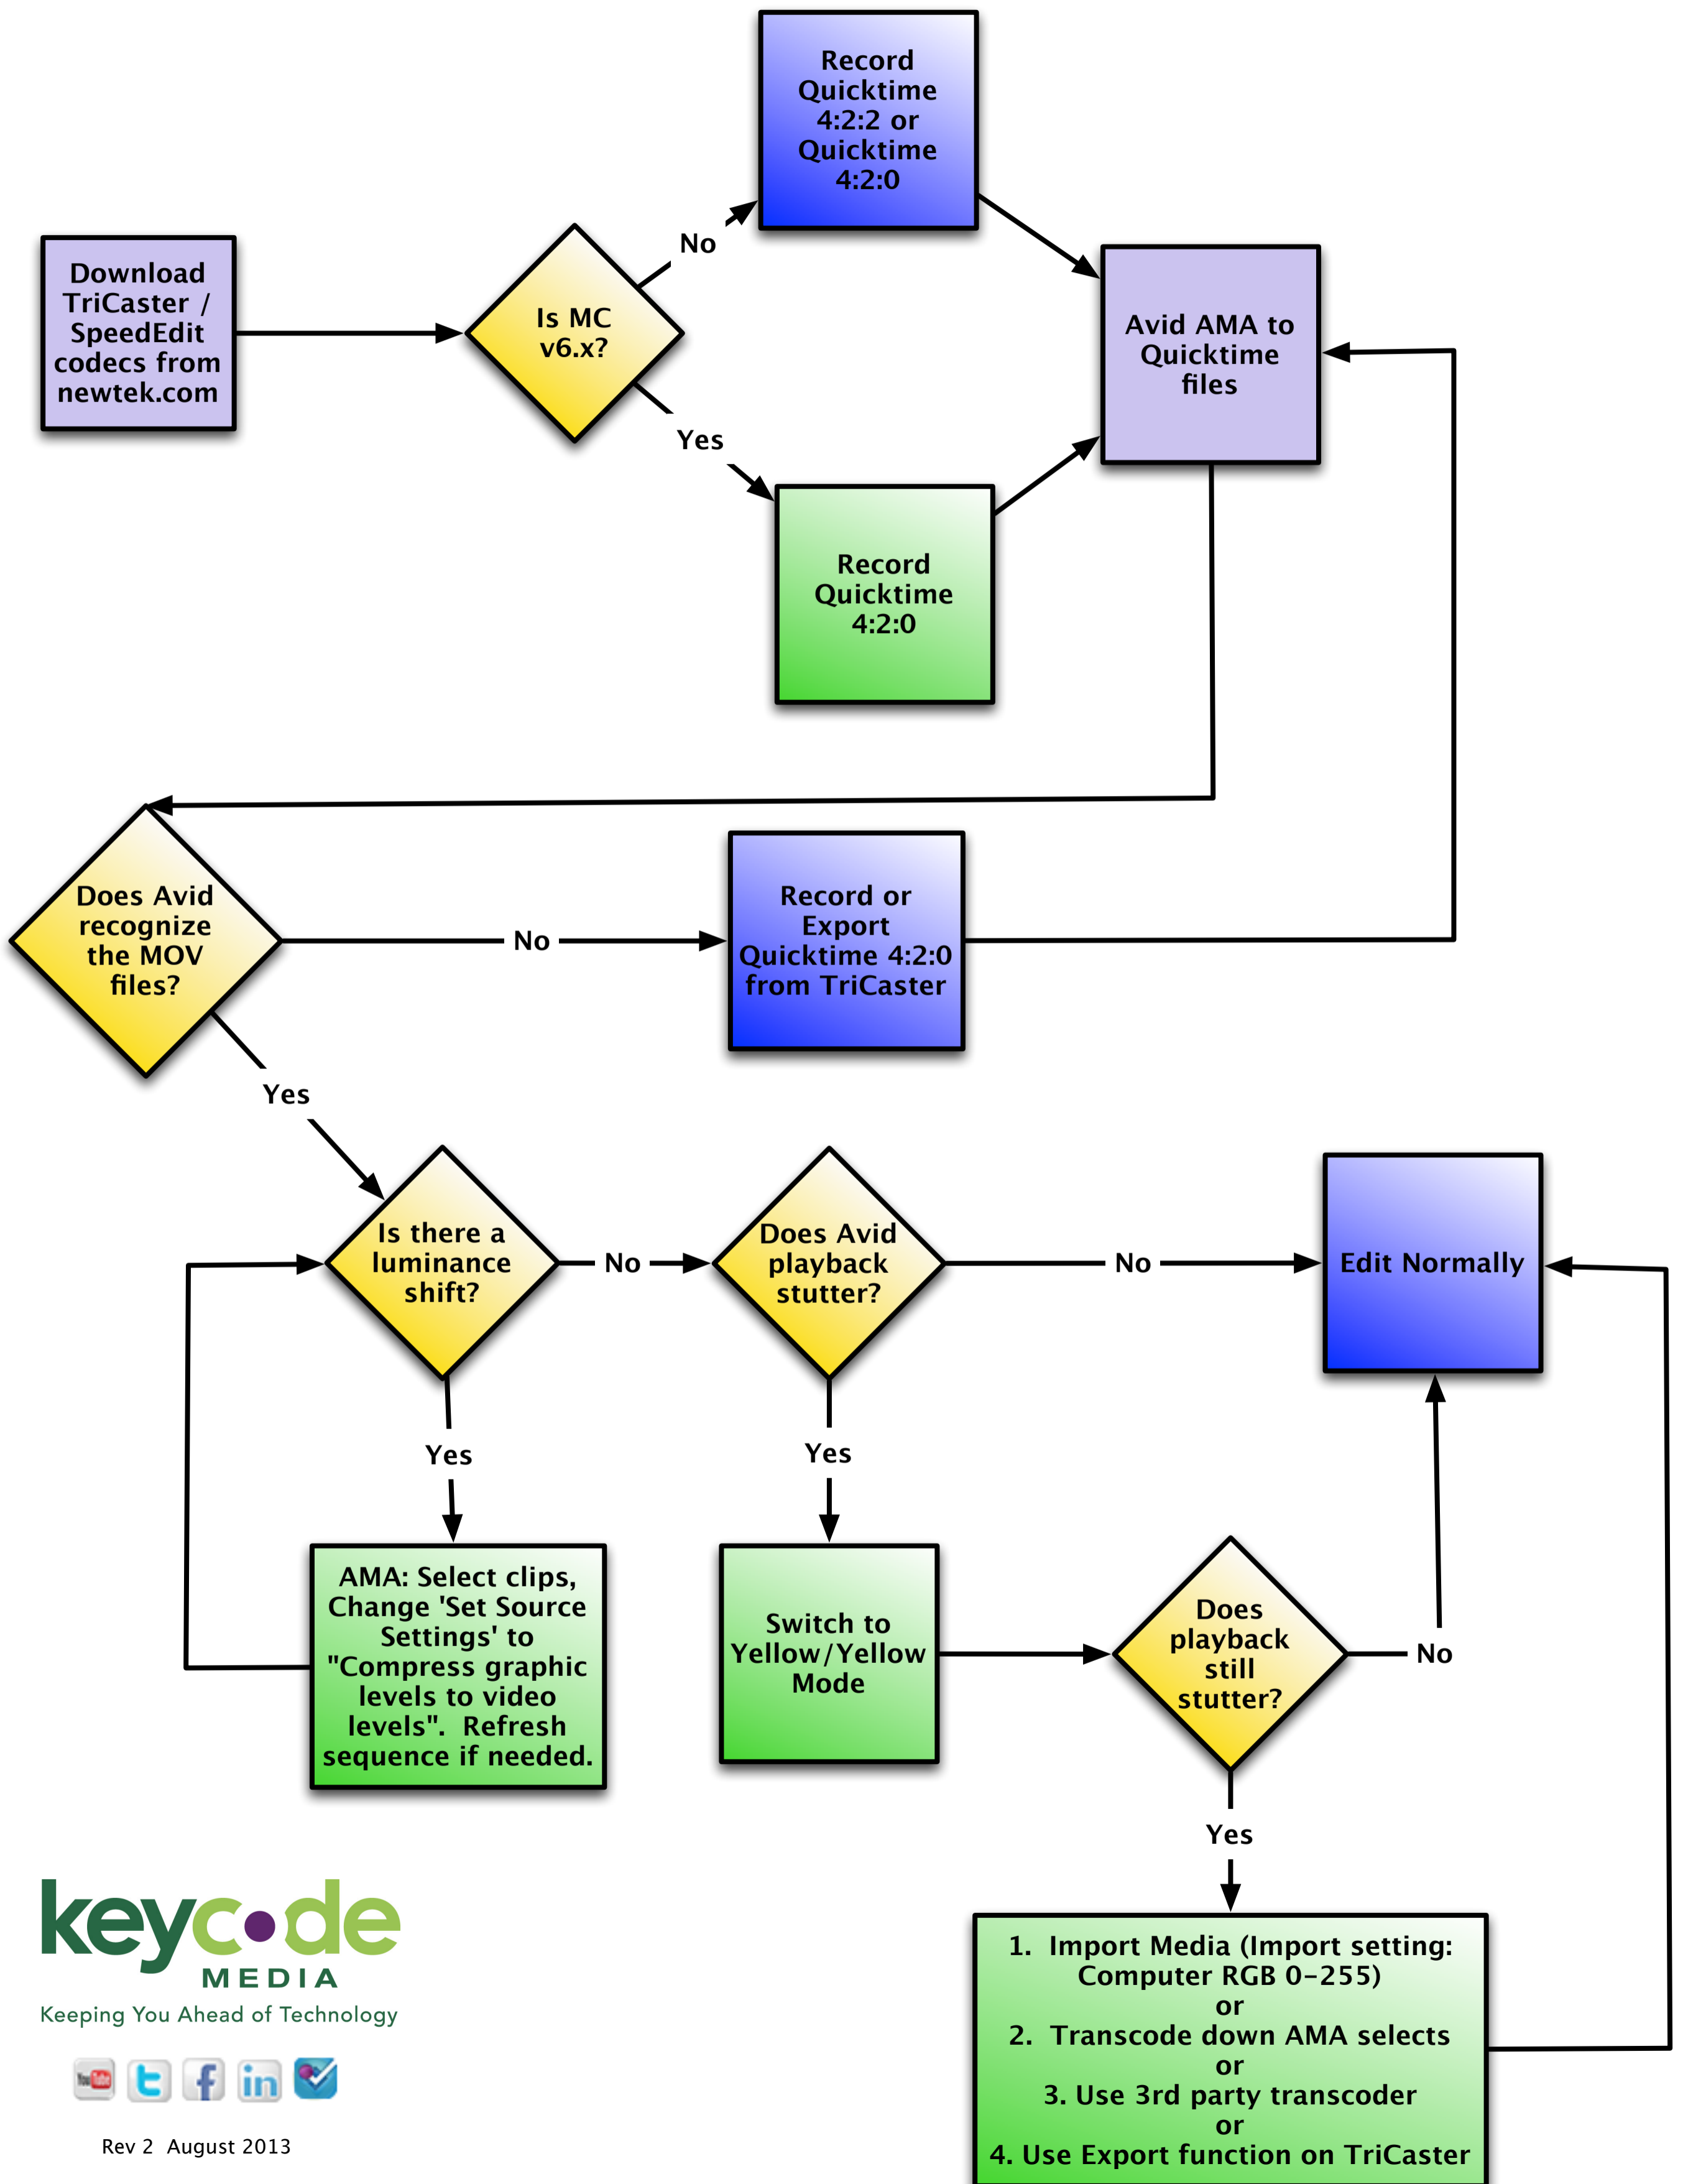 Record
Quicktime
4:2:2 or
Quicktime
4:2:0
Download
TriCaster /
SpeedEdit
codecs from
newtek.com
Is MC
v6.x?
No
Yes
Avid AMA to
Quicktime
files
Record
Quicktime
4:2:0
Does Avid
recognize
the MOV
files?
No
Record or
Export
Quicktime 4:2:0
from TriCaster
Yes
Is there a
luminance
shift?
No
Does Avid
playback
stutter?
No
Edit Normally
Yes
Yes
AMA: Select clips,
Change 'Set Source
Settings' to
"Compress graphic
levels to video
levels".  Refresh
sequence if needed.
Switch to
Yellow/Yellow
Mode
Does
playback
still
stutter?
No
Yes
1.  Import Media (Import setting:
Computer RGB 0-255)
or
2.  Transcode down AMA selects
or
3. Use 3rd party transcoder
or
4. Use Export function on TriCaster
keycode
MEDIA
Keeping You Ahead of Technology
YouTube
t
f
in
Rev 2  August 2013